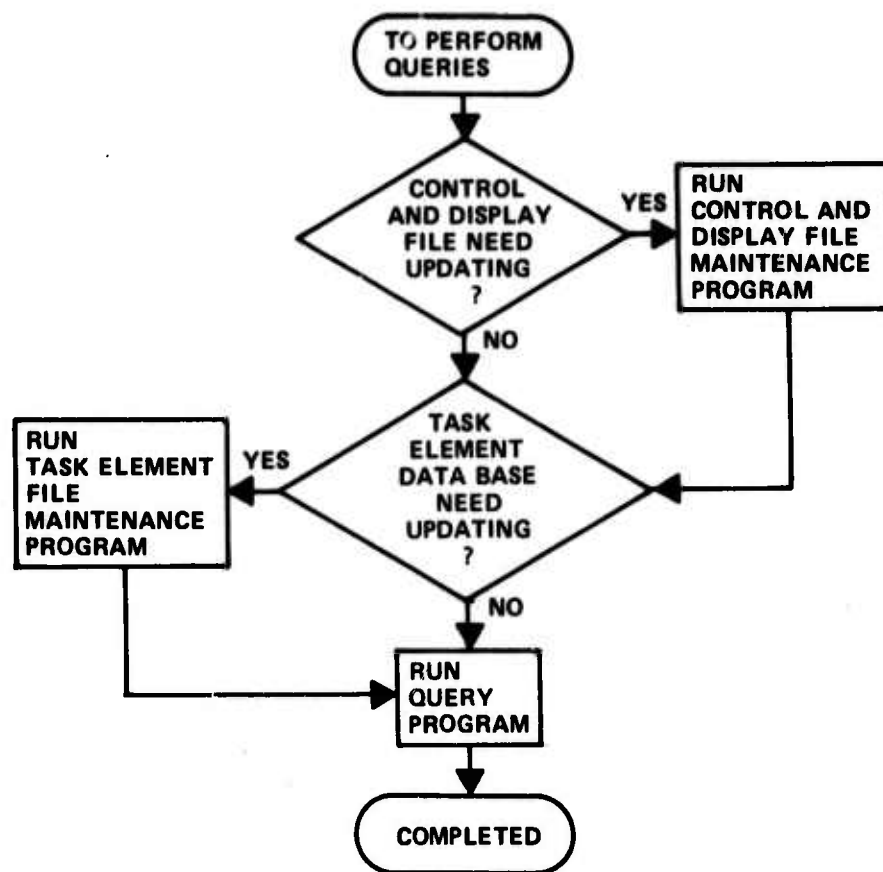 TO PERFORM
QUERIES
CONTROL
AND DISPLAY
FILE NEED
UPDATING
?
YES
RUN
CONTROL AND
DISPLAY FILE
MAINTENANCE
PROGRAM
NO
TASK
ELEMENT
DATA BASE
NEED
UPDATING
?
YES
RUN
TASK ELEMENT
FILE
MAINTENANCE
PROGRAM
NO
RUN
QUERY
PROGRAM
COMPLETED